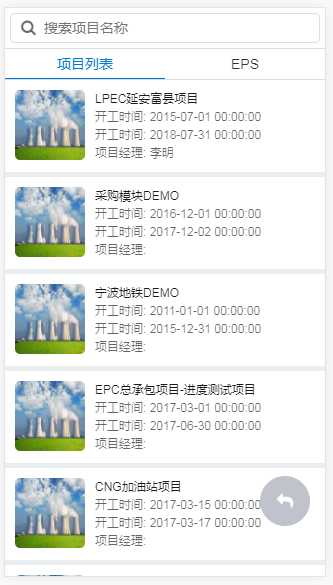 搜索项目名称
项目列表 EPS
LPEC延安富县项目
开工时间: 2015-07-01 00:00:00
开工时间: 2018-07-31 00:00:00
项目经理: 李明
采购模块DEMO
开工时间: 2016-12-01 00:00:00
开工时间: 2017-12-02 00:00:00
项目经理:
宁波地铁DEMO
开工时间: 2011-01-01 00:00:00
开工时间: 2015-12-31 00:00:00
项目经理:
EPC总承包项目-进度测试项目
开工时间: 2017-03-01 00:00:00
开工时间: 2017-06-30 00:00:00
项目经理:
CNG加油站项目
开工时间: 2017-03-15 00:00:00
开工时间: 2017-03-17 00:00:00
项目经理: